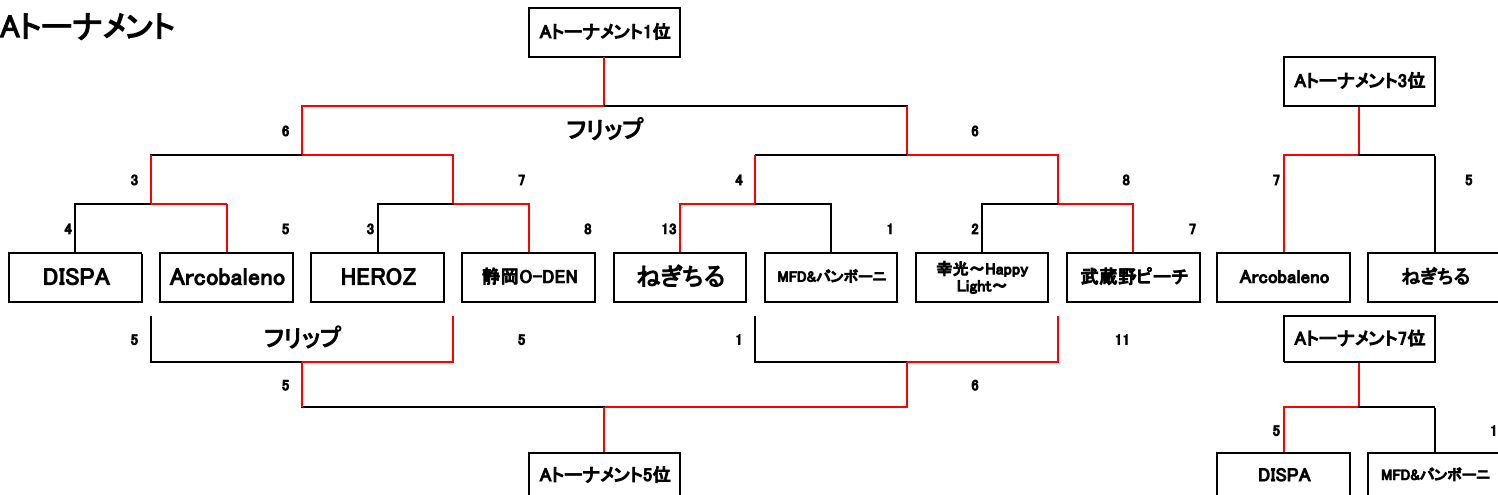 Aトーナメント
Aトーナメント1位
Aトーナメント3位
6
フリップ
6
3
7
4
8
7
5
4
5
3
8
13
1
2
7
DISPA
Arcobaleno
HEROZ
静岡O-DEN
ねぎちる
MFD&バンボーニ
幸光～Happy
Light～
武蔵野ピーチ
Arcobaleno
ねぎちる
5
フリップ
5
1
11
Aトーナメント7位
5
6
5
1
Aトーナメント5位
DISPA
MFD&バンボーニ